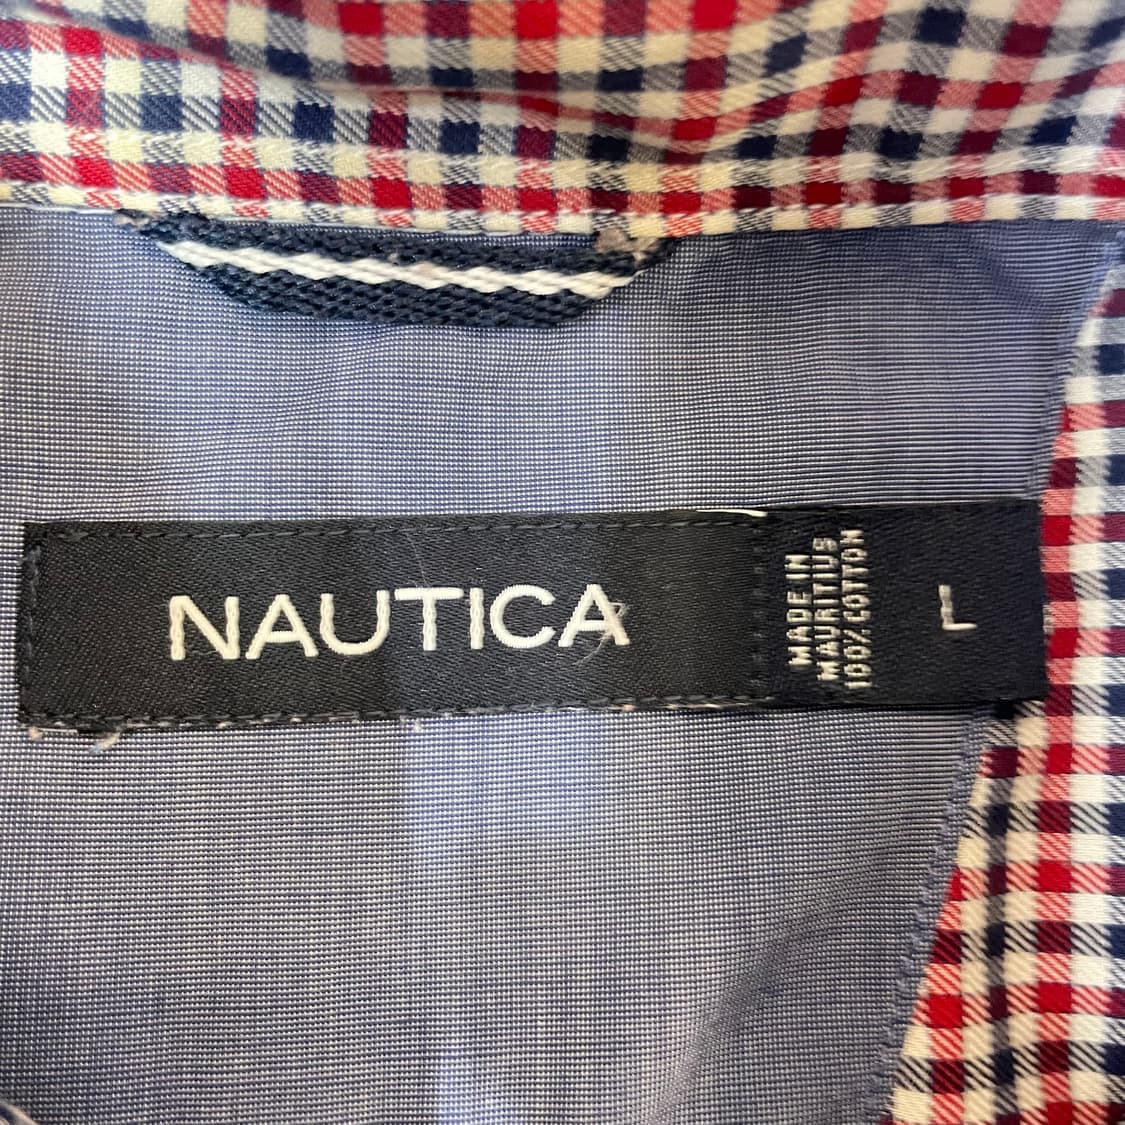 NAUTICA
MADE IN
MAURITIUS
100% COTTON
L